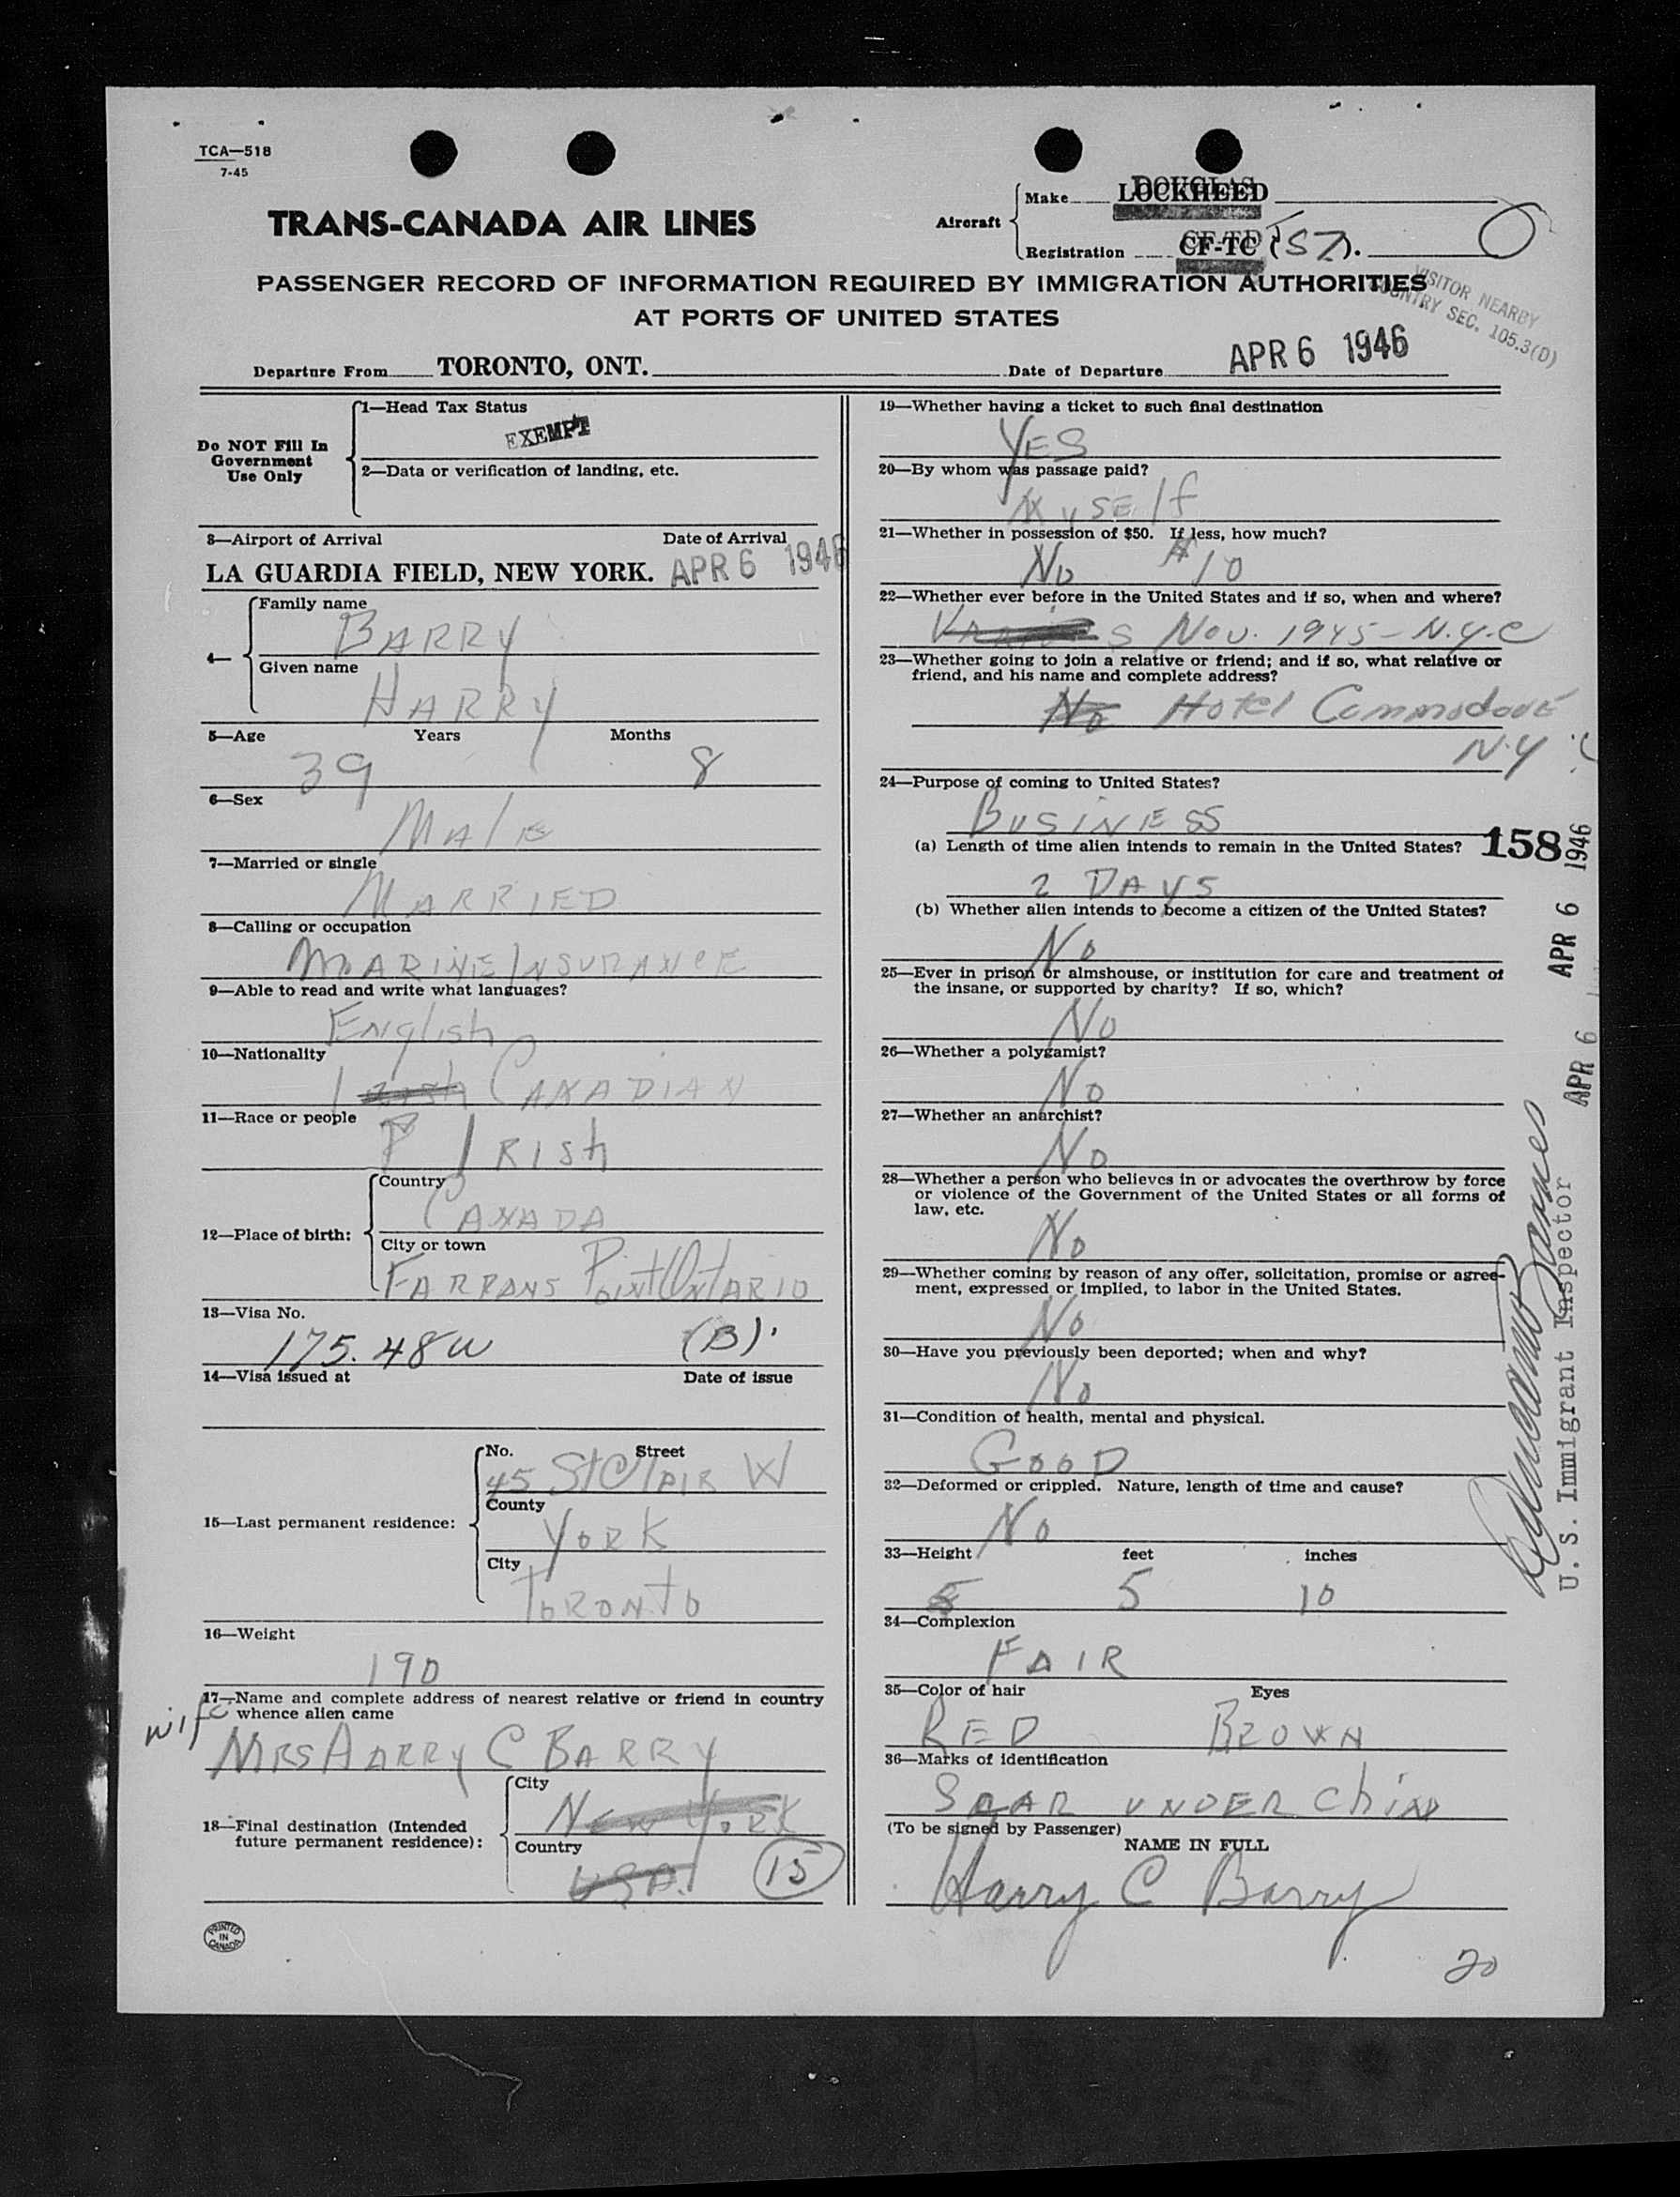 TCA—518
7-45
TRANS-CANADA AIR LINES
Aircraft
Make LOCKHEED
DOUGLAS
Registration CF-TC
PASSENGER RECORD OF INFORMATION REQUIRED BY IMMIGRATION AUTHORITIES
AT PORTS OF UNITED STATES
VISITOR NEARBY
COUNTRY SEC. 105.3(D)
Departure From TORONTO, ONT. Date of Departure APR 6 1946
Do NOT Fill In
Government
Use Only
1—Head Tax Status
EXEMPT
2—Data or verification of landing, etc.
3—Airport of Arrival Date of Arrival
LA GUARDIA FIELD, NEW YORK. APR 6 1946
4—
Family name
BARRY
Given name
HARRY
5—Age Years Months
39 8
6—Sex
MALE
7—Married or single
MARRIED
8—Calling or occupation
MARINE INSURANCE
9—Able to read and write what languages?
English
10—Nationality
CANADIAN
11—Race or people
IRISH
12—Place of birth:
Country
CANADA
City or town
FARRANS POINT ONTARIO
13—Visa No.
175.48W (B)
14—Visa issued at Date of issue
15—Last permanent residence:
No. Street
45 St ClAIR W
County
YORK
City
TORONTO
16—Weight
190
17—Name and complete address of nearest relative or friend in country
whence alien came
wife
MRS HARRY C BARRY
18—Final destination (Intended
future permanent residence):
City
NEW YORK
Country
USA.
15
PRINTED
IN
CANADA
19—Whether having a ticket to such final destination
YES
20—By whom was passage paid?
MYSElf
21—Whether in possession of $50. If less, how much?
No $10
22—Whether ever before in the United States and if so, when and where?
Nov. 1945 - N.Y.C
23—Whether going to join a relative or friend; and if so, what relative or
friend, and his name and complete address?
No Hotel Commodore
N.Y.C
24—Purpose of coming to United States?
BUSINESS
(a) Length of time alien intends to remain in the United States?
2 DAYS
(b) Whether alien intends to become a citizen of the United States?
No
25—Ever in prison or almshouse, or institution for care and treatment of
the insane, or supported by charity? If so, which?
No
26—Whether a polygamist?
No
27—Whether an anarchist?
No
28—Whether a person who believes in or advocates the overthrow by force
or violence of the Government of the United States or all forms of
law, etc.
No
29—Whether coming by reason of any offer, solicitation, promise or agree-
ment, expressed or implied, to labor in the United States.
No
30—Have you previously been deported; when and why?
No
31—Condition of health, mental and physical.
GOOD
32—Deformed or crippled. Nature, length of time and cause?
No
33—Height feet inches
5 10
34—Complexion
FAIR
35—Color of hair Eyes
RED BROWN
36—Marks of identification
SCAR UNDER Chin
(To be signed by Passenger)
NAME IN FULL
Harry C Barry
20
158
APR 6 1946
APR 6
U. S. Immigrant Inspector